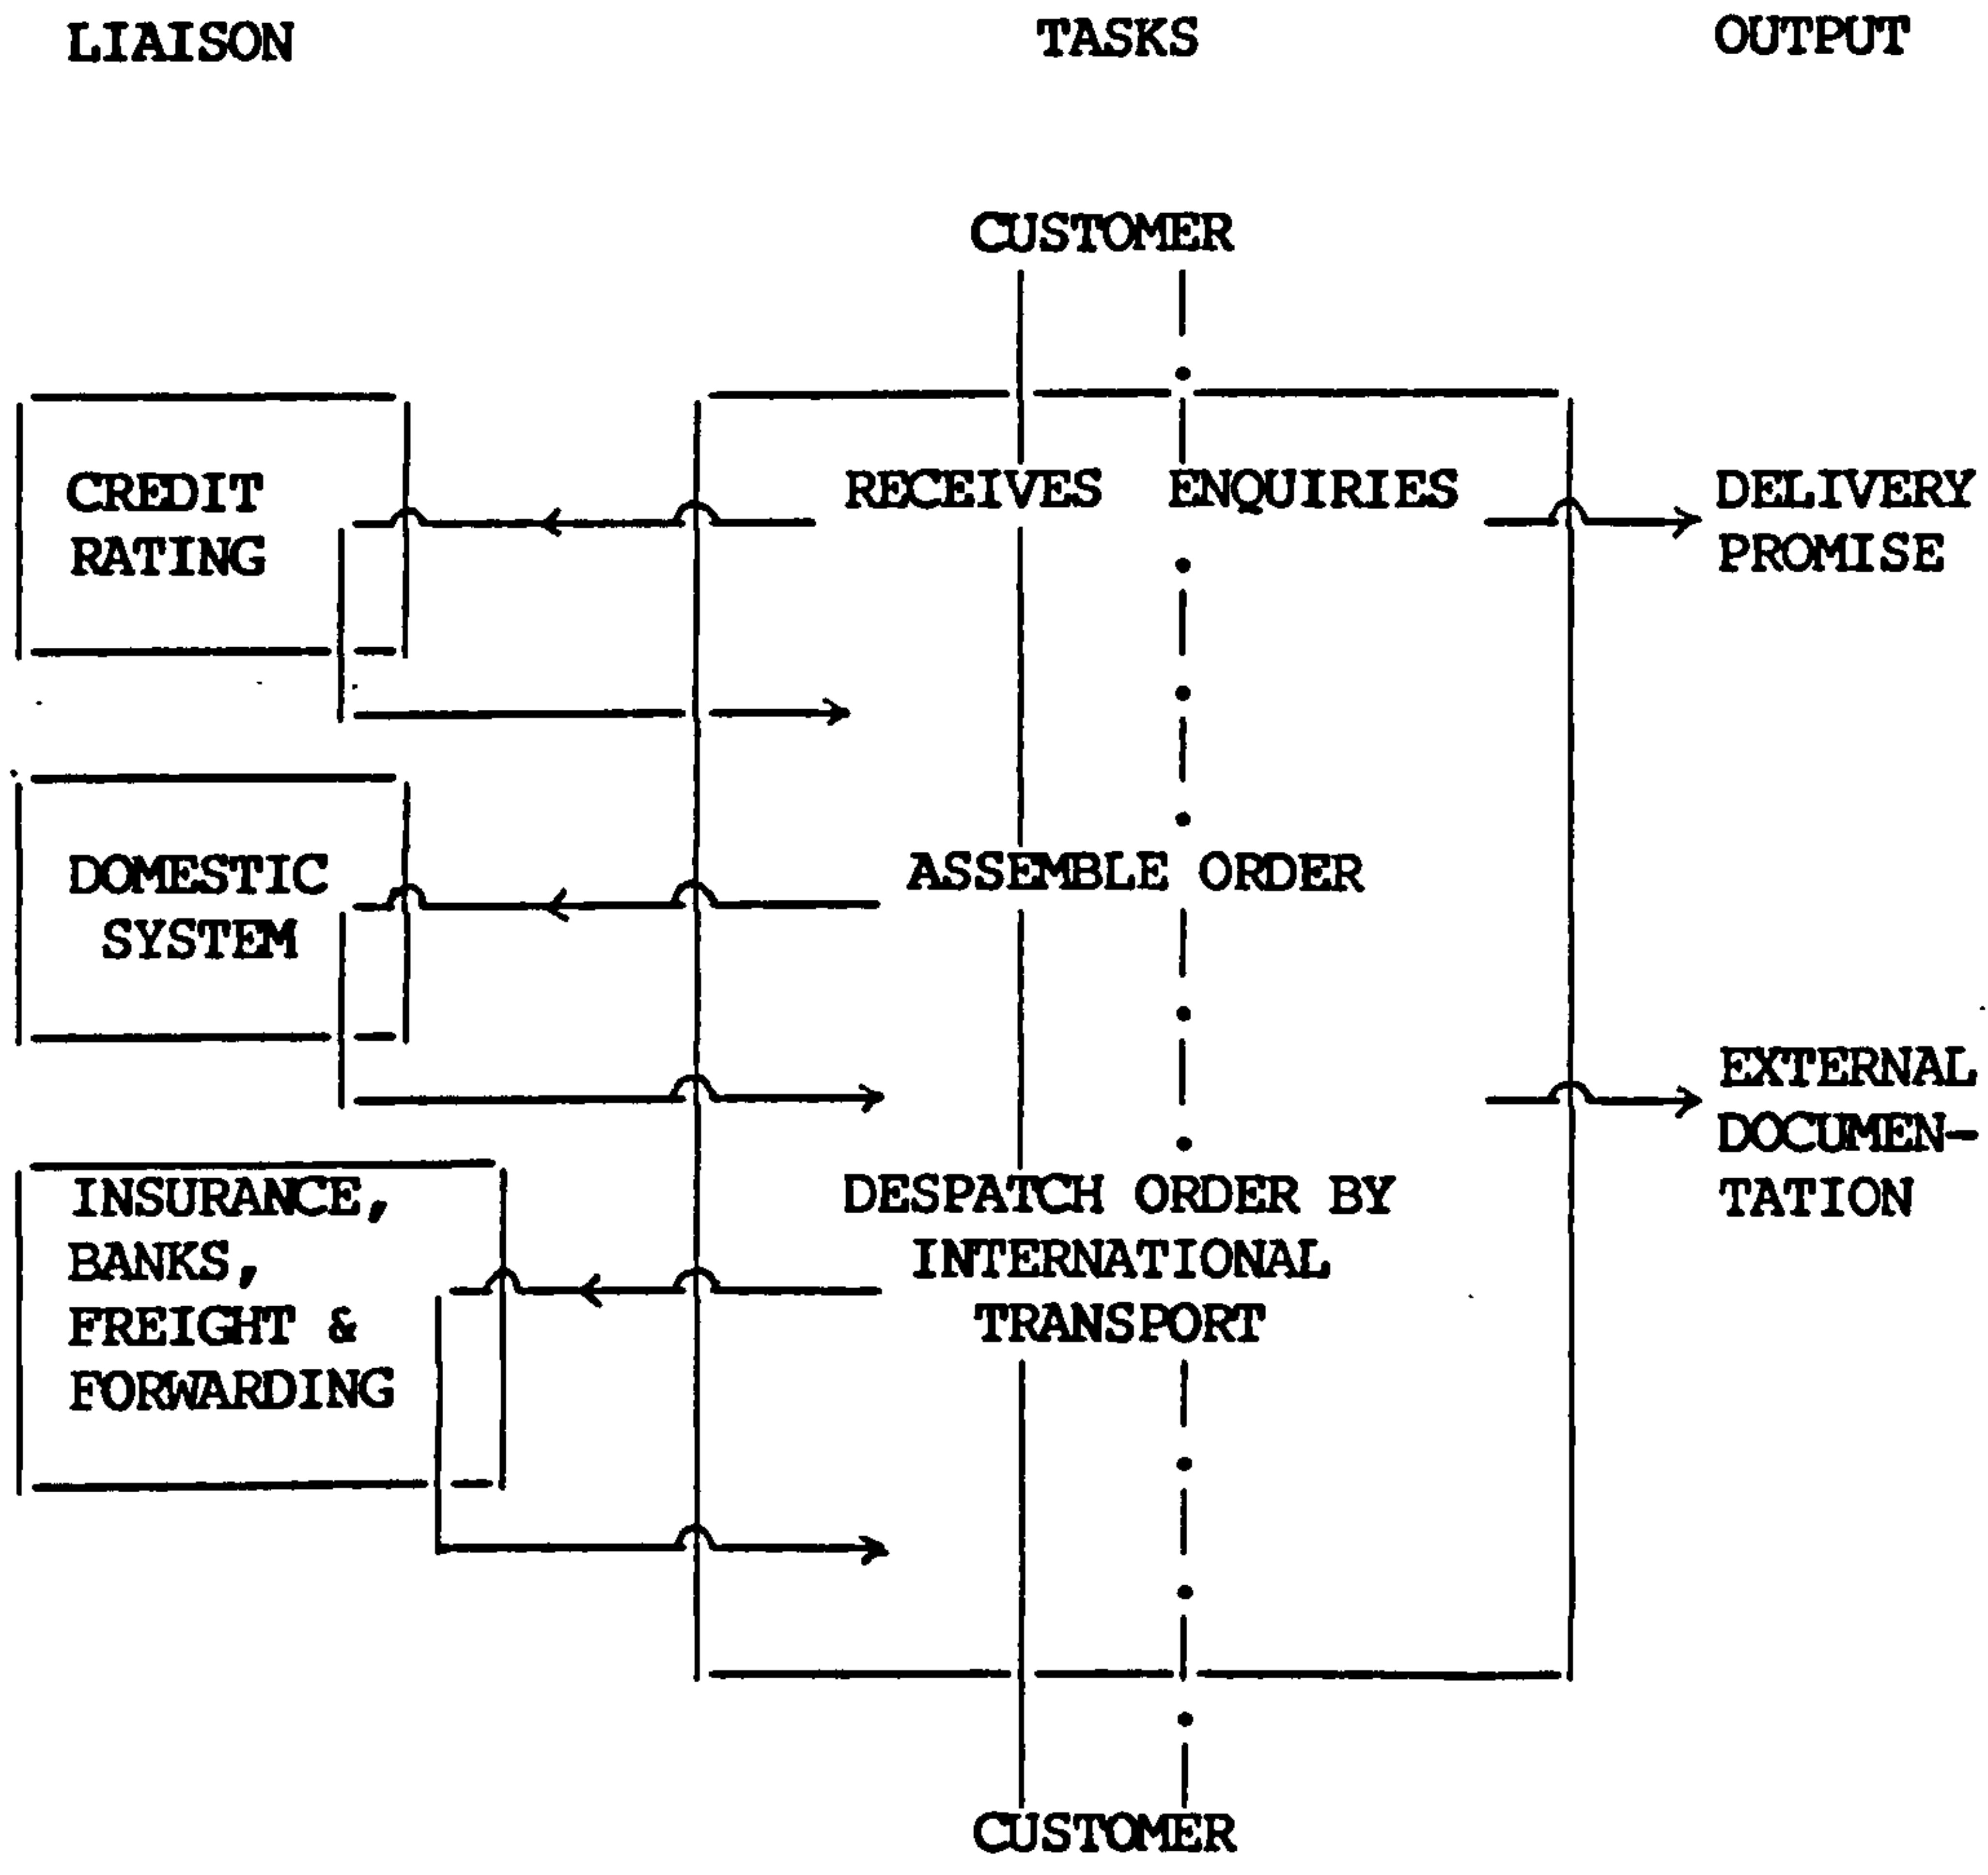 LIAISON
TASKS
OUTPUT
CUSTOMER
CREDIT
RATING
RECEIVES ENQUIRIES
DELIVERY
PROMISE
DOMESTIC
SYSTEM
ASSEMBLE ORDER
EXTERNAL
DOCUMEN-
TATION
INSURANCE,
BANKS,
FREIGHT &
FORWARDING
DESPATCH ORDER BY
INTERNATIONAL
TRANSPORT
CUSTOMER